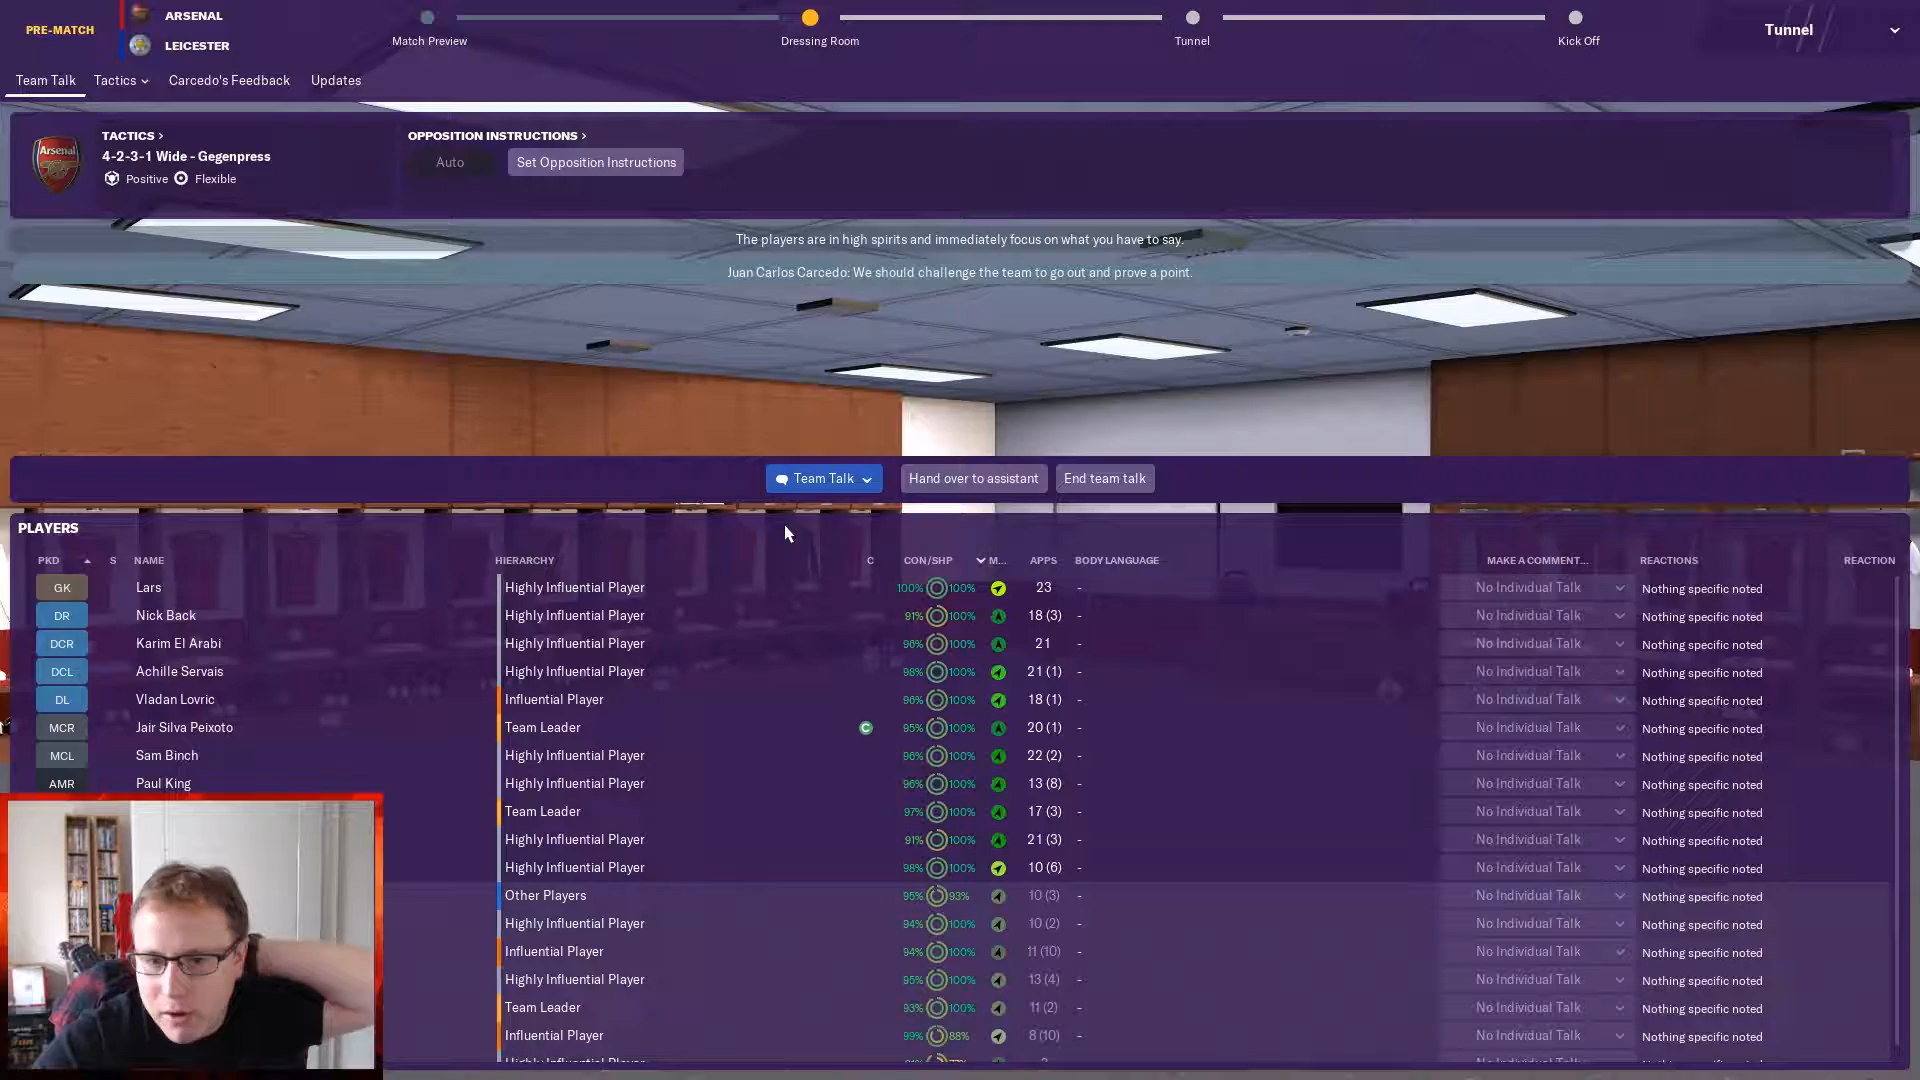 PRE-MATCH
ARSENAL
LEICESTER
Match Preview
Dressing Room
Tunnel
Kick Off
Tunnel
Team Talk
Tactics
Carcedo's Feedback
Updates
Arsenal
TACTICS >
4-2-3-1 Wide - Gegenpress
Positive
Flexible
OPPOSITION INSTRUCTIONS >
Auto
Set Opposition Instructions
The players are in high spirits and immediately focus on what you have to say.
Juan Carlos Carcedo: We should challenge the team to go out and prove a point.
Team Talk
Hand over to assistant
End team talk
PLAYERS
PKD S NAME HIERARCHY C CON/SHP M... APPS BODY LANGUAGE MAKE A COMMENT... REACTIONS REACTION
GK Lars Highly Influential Player 100% 100% 23 - No Individual Talk Nothing specific noted
DR Nick Back Highly Influential Player 91% 100% 18 (3) - No Individual Talk Nothing specific noted
DCR Karim El Arabi Highly Influential Player 96% 100% 21 - No Individual Talk Nothing specific noted
DCL Achille Servais Highly Influential Player 98% 100% 21 (1) - No Individual Talk Nothing specific noted
DL Vladan Lovric Influential Player 96% 100% 18 (1) - No Individual Talk Nothing specific noted
MCR Jair Silva Peixoto Team Leader C 95% 100% 20 (1) - No Individual Talk Nothing specific noted
MCL Sam Binch Highly Influential Player 96% 100% 22 (2) - No Individual Talk Nothing specific noted
AMR Paul King Highly Influential Player 96% 100% 13 (8) - No Individual Talk Nothing specific noted
Team Leader 97% 100% 17 (3) - No Individual Talk Nothing specific noted
Highly Influential Player 91% 100% 21 (3) - No Individual Talk Nothing specific noted
Highly Influential Player 98% 100% 10 (6) - No Individual Talk Nothing specific noted
Other Players 95% 93% 10 (3) - No Individual Talk Nothing specific noted
Highly Influential Player 94% 100% 10 (2) - No Individual Talk Nothing specific noted
Influential Player 94% 100% 11 (10) - No Individual Talk Nothing specific noted
Highly Influential Player 95% 100% 13 (4) - No Individual Talk Nothing specific noted
Team Leader 93% 100% 11 (2) - No Individual Talk Nothing specific noted
Influential Player 99% 88% 8 (10) - No Individual Talk Nothing specific noted